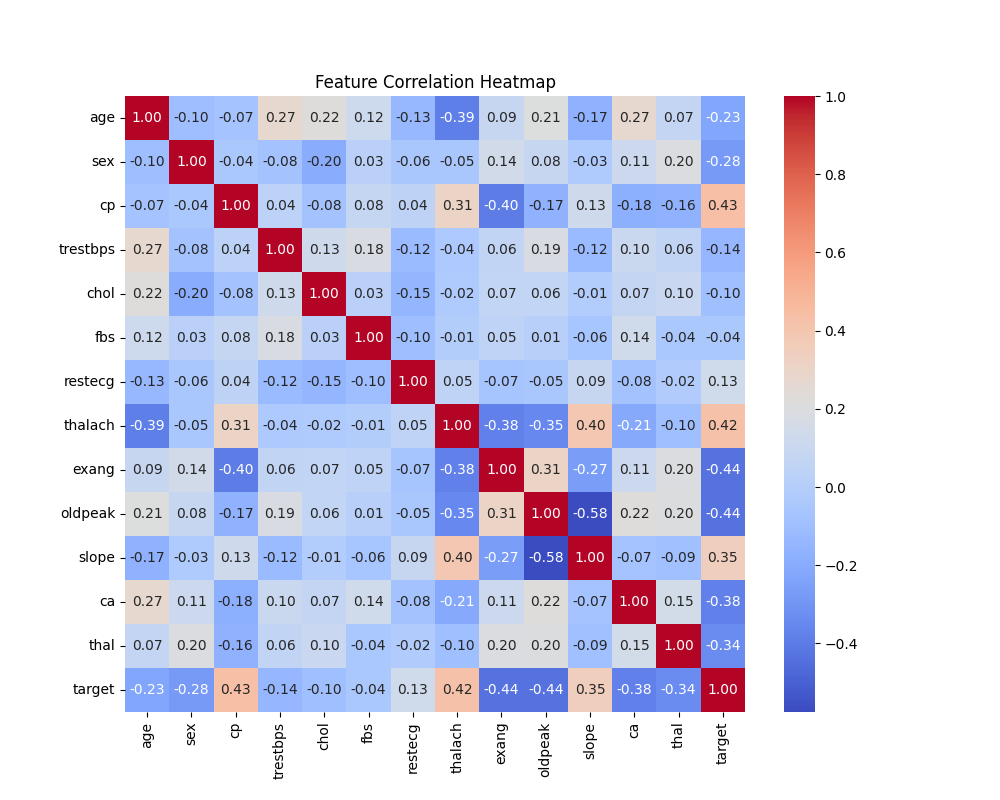 Feature Correlation Heatmap
age 1.00 -0.10 -0.07 0.27 0.22 0.12 -0.13 -0.39 0.09 0.21 -0.17 0.27 0.07 -0.23
sex -0.10 1.00 -0.04 -0.08 -0.20 0.03 -0.06 -0.05 0.14 0.08 -0.03 0.11 0.20 -0.28
cp -0.07 -0.04 1.00 0.04 -0.08 0.08 0.04 0.31 -0.40 -0.17 0.13 -0.18 -0.16 0.43
trestbps 0.27 -0.08 0.04 1.00 0.13 0.18 -0.12 -0.04 0.06 0.19 -0.12 0.10 0.06 -0.14
chol 0.22 -0.20 -0.08 0.13 1.00 0.03 -0.15 -0.02 0.07 0.06 -0.01 0.07 0.10 -0.10
fbs 0.12 0.03 0.08 0.18 0.03 1.00 -0.10 -0.01 0.05 0.01 -0.06 0.14 -0.04 -0.04
restecg -0.13 -0.06 0.04 -0.12 -0.15 -0.10 1.00 0.05 -0.07 -0.05 0.09 -0.08 -0.02 0.13
thalach -0.39 -0.05 0.31 -0.04 -0.02 -0.01 0.05 1.00 -0.38 -0.35 0.40 -0.21 -0.10 0.42
exang 0.09 0.14 -0.40 0.06 0.07 0.05 -0.07 -0.38 1.00 0.31 -0.27 0.11 0.20 -0.44
oldpeak 0.21 0.08 -0.17 0.19 0.06 0.01 -0.05 -0.35 0.31 1.00 -0.58 0.22 0.20 -0.44
slope -0.17 -0.03 0.13 -0.12 -0.01 -0.06 0.09 0.40 -0.27 -0.58 1.00 -0.07 -0.09 0.35
ca 0.27 0.11 -0.18 0.10 0.07 0.14 -0.08 -0.21 0.11 0.22 -0.07 1.00 0.15 -0.38
thal 0.07 0.20 -0.16 0.06 0.10 -0.04 -0.02 -0.10 0.20 0.20 -0.09 0.15 1.00 -0.34
target -0.23 -0.28 0.43 -0.14 -0.10 -0.04 0.13 0.42 -0.44 -0.44 0.35 -0.38 -0.34 1.00
age sex cp trestbps chol fbs restecg thalach exang oldpeak slope ca thal target
1.0
0.8
0.6
0.4
0.2
0.0
−0.2
−0.4